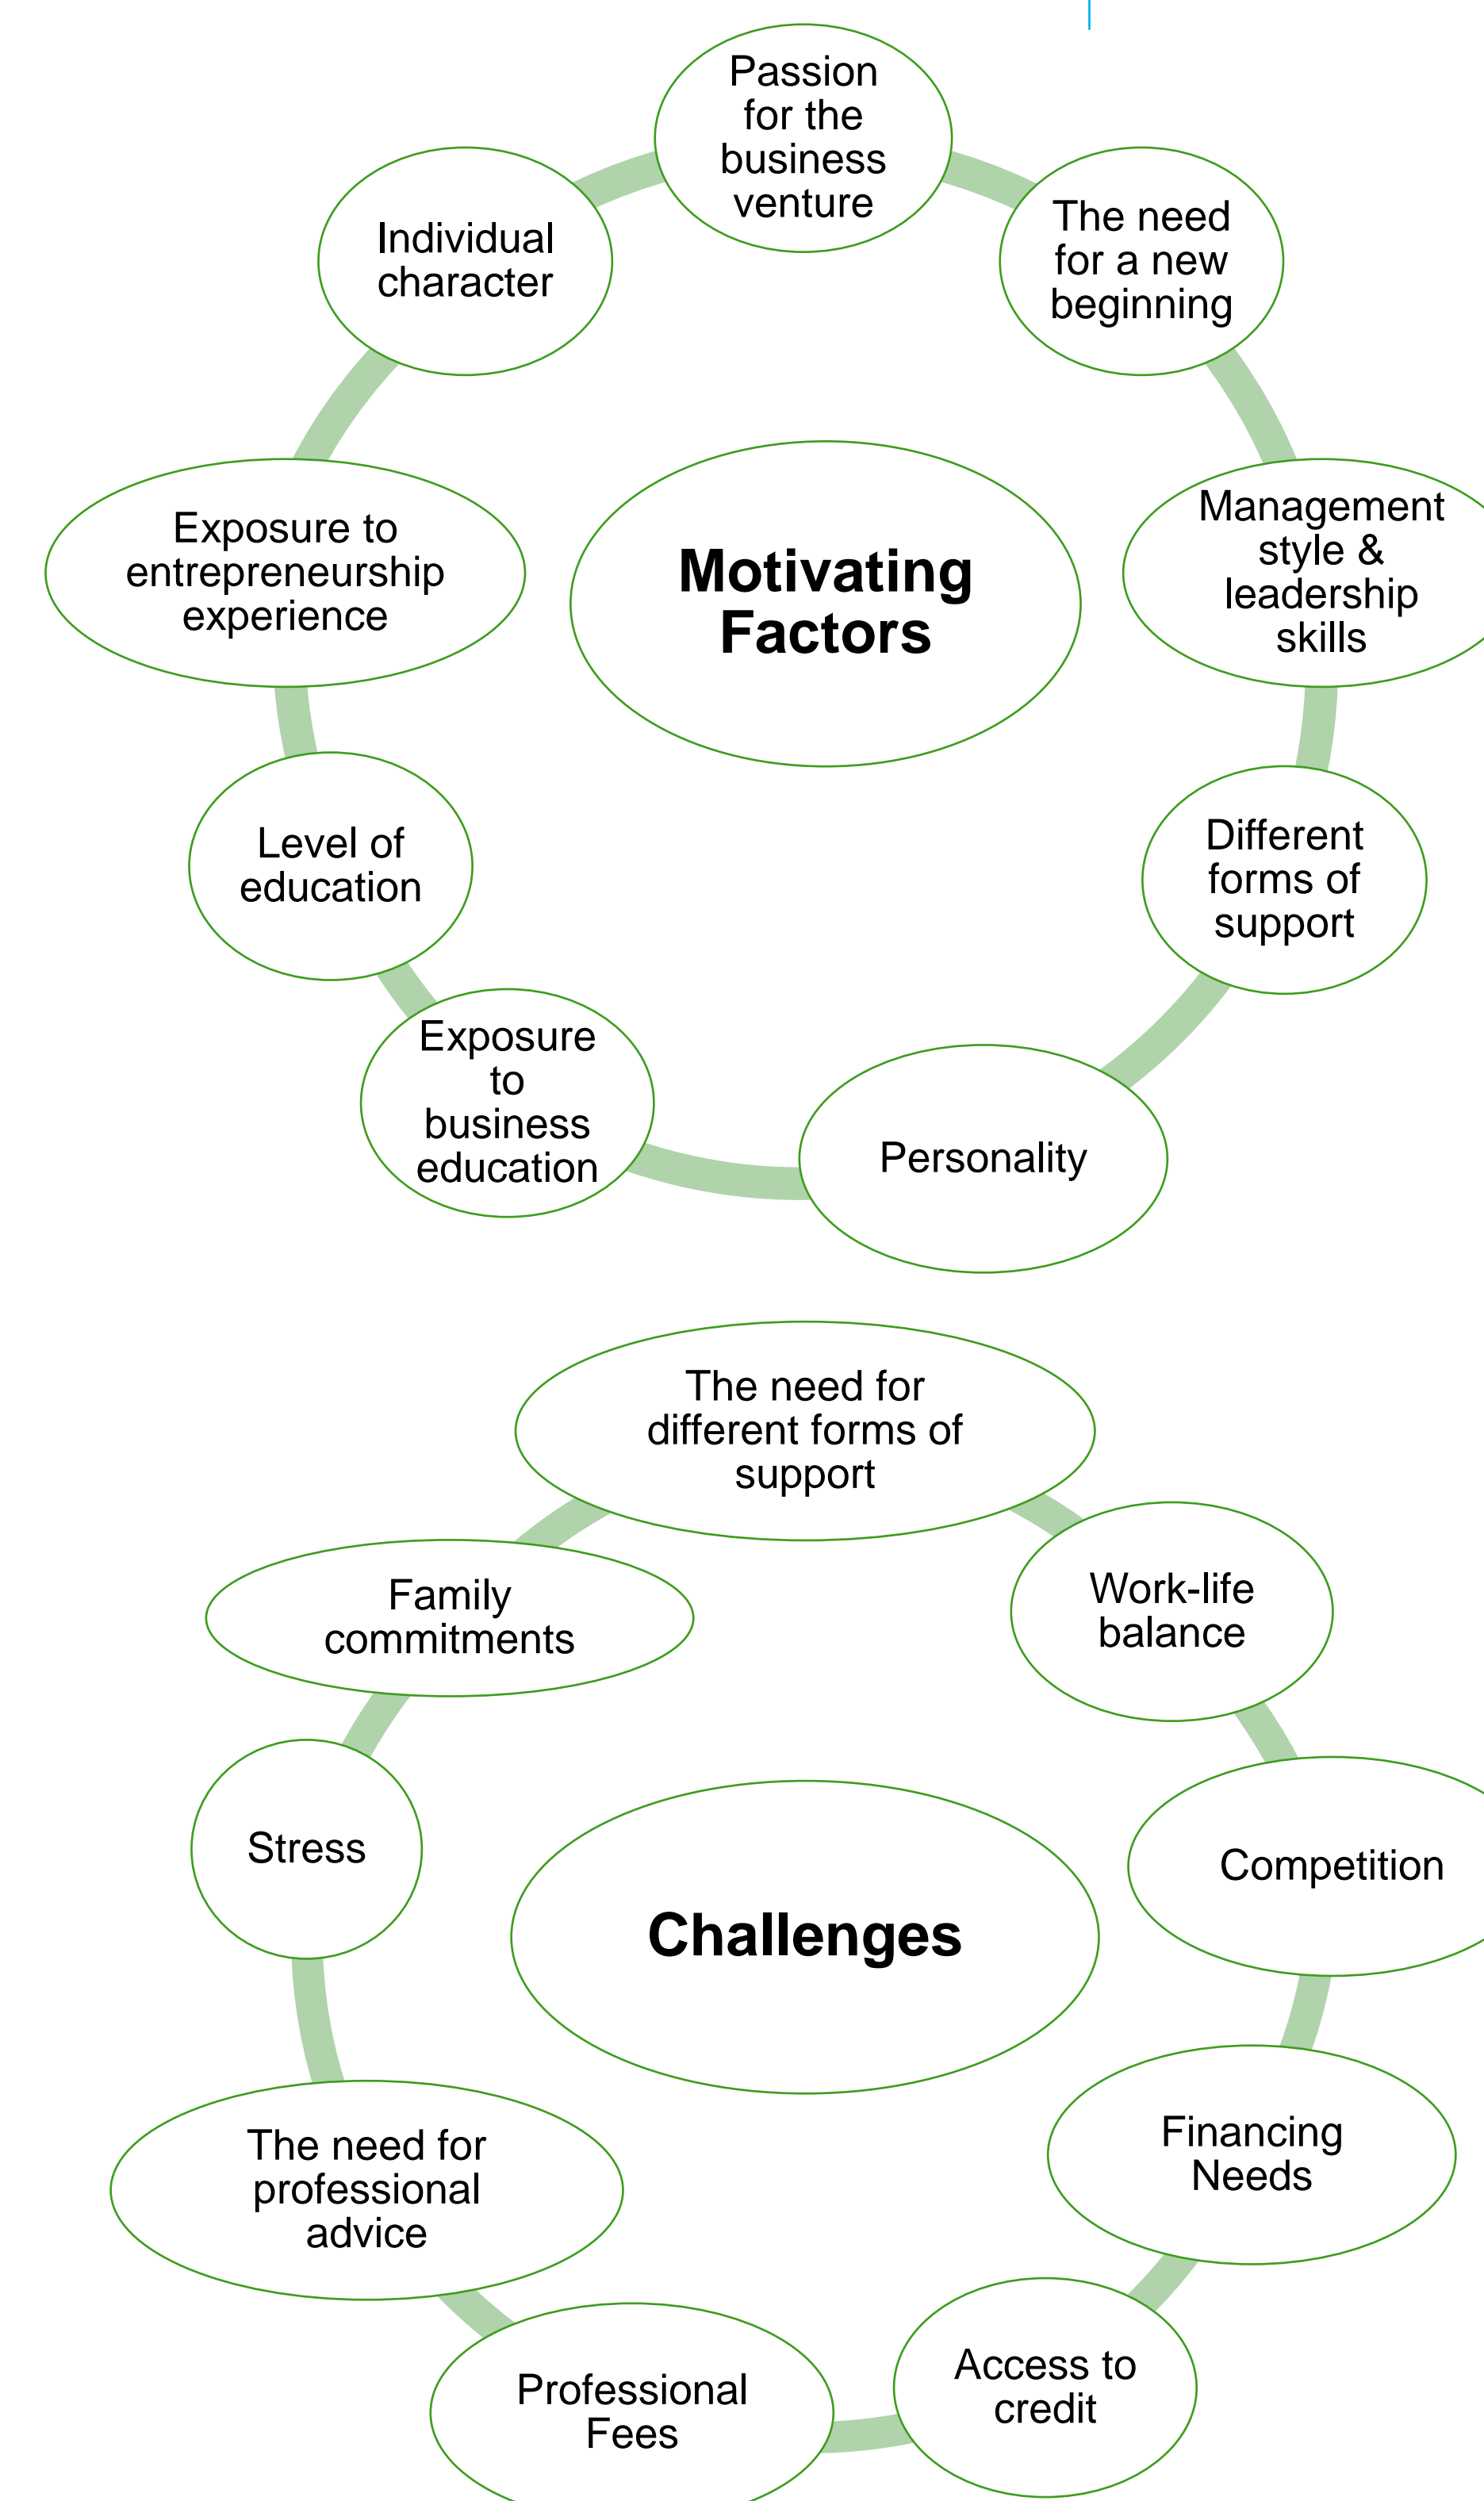 Passion
for the
business
venture
The need
for a new
beginning
Management
style &
leadership
skills
Different
forms of
support
Personality
Exposure
to
business
education
Level of
education
Exposure to
entrepreneurship
experience
Individual
character
Motivating
Factors
The need for
different forms of
support
Work-life
balance
Competition
Financing
Needs
Access to
credit
Professional
Fees
The need for
professional
advice
Stress
Family
commitments
Challenges